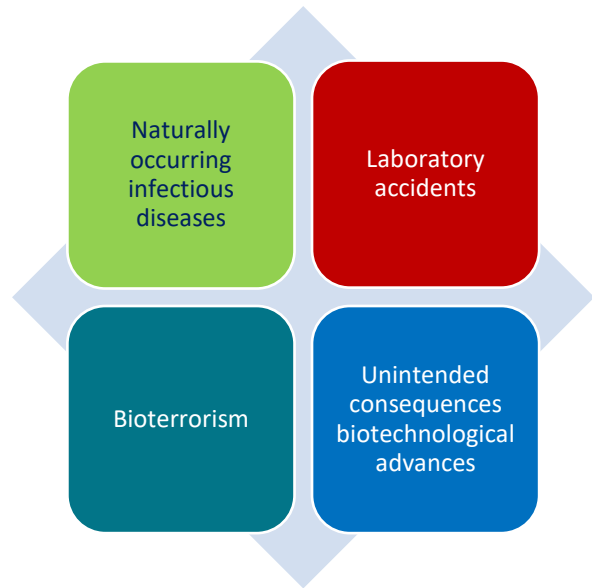 Naturally
occurring
infectious
diseases
Laboratory
accidents
Bioterrorism
Unintended
consequences
biotechnological
advances